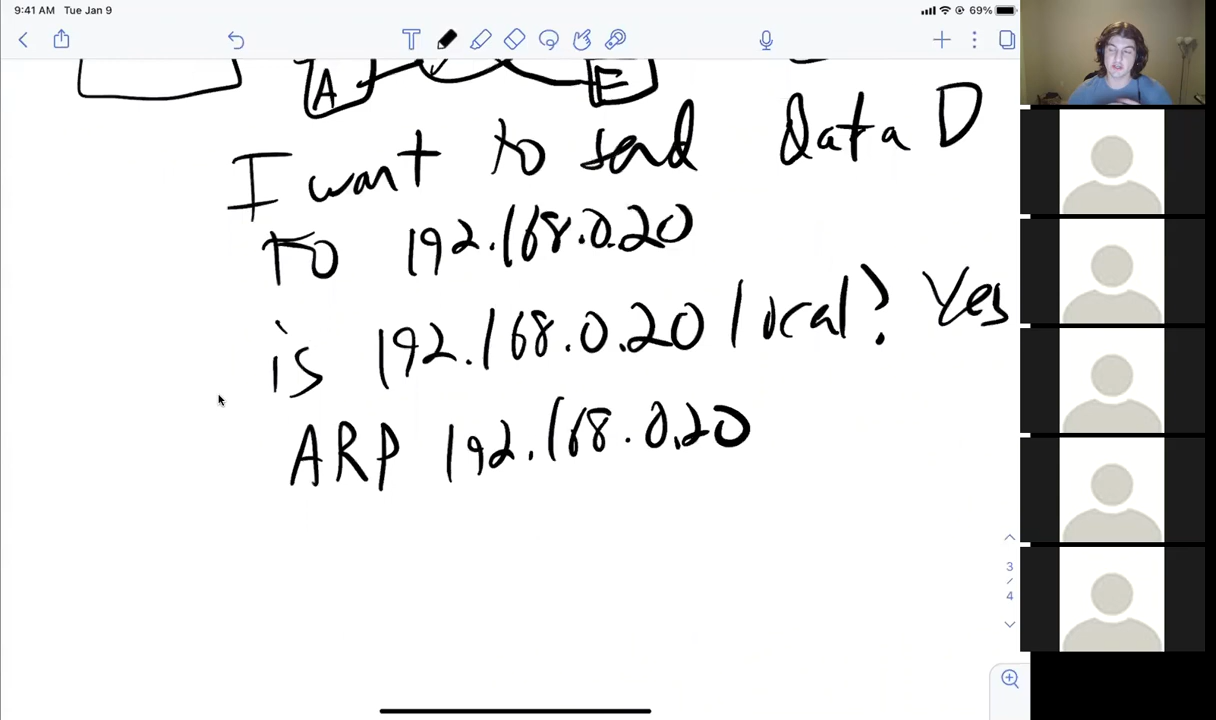 9:41 AM Tue Jan 9
69%
T
A
E
I want to send data D
to 192.168.0.20
is 192.168.0.20 local? Yes
ARP 192.168.0.20
3
/
4